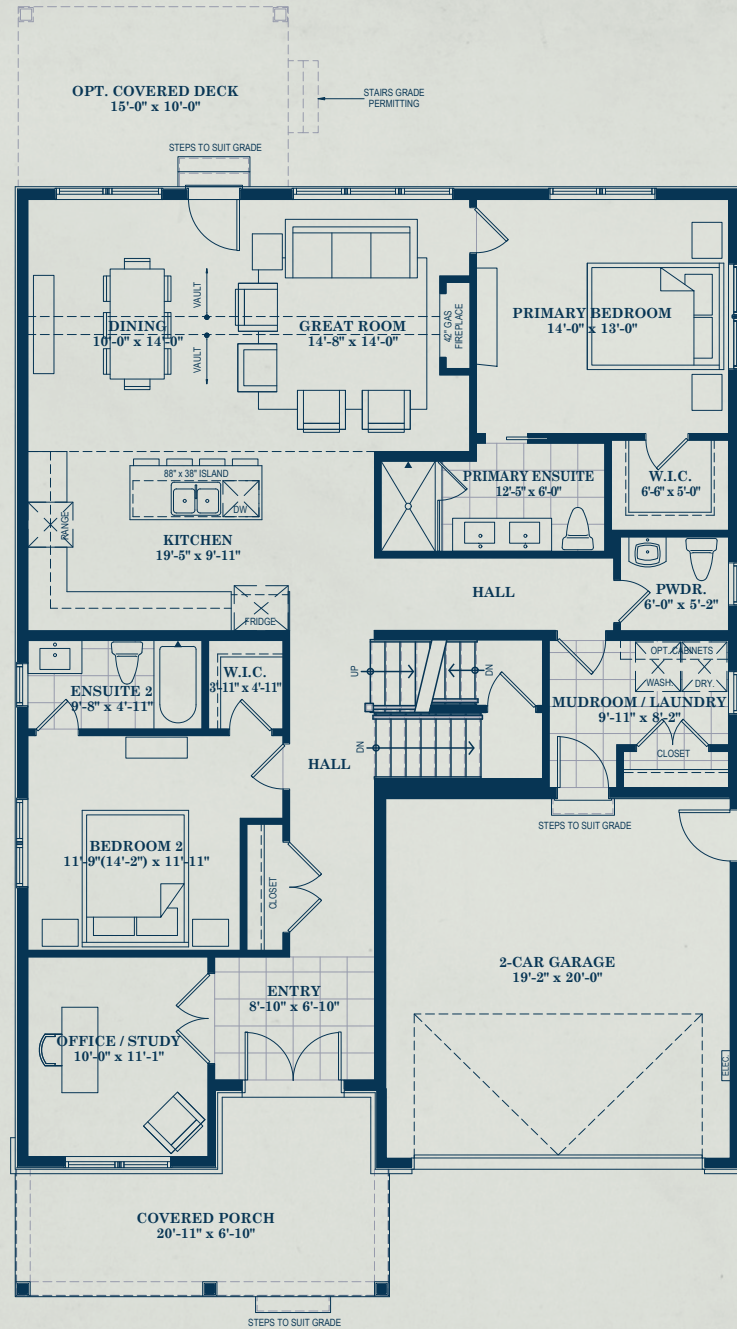 OPT. COVERED DECK
15'-0" x 10'-0"
STAIRS GRADE
PERMITTING
STEPS TO SUIT GRADE
VAULT
DINING
10'-0" x 14'-0"
VAULT
GREAT ROOM
14'-8" x 14'-0"
42" GAS
FIREPLACE
PRIMARY BEDROOM
14'-0" x 13'-0"
88" x 38" ISLAND
DW
RANGE
KITCHEN
19'-5" x 9'-11"
FRIDGE
PRIMARY ENSUITE
12'-5" x 6'-0"
W.I.C.
6'-6" x 5'-0"
HALL
PWDR.
6'-0" x 5'-2"
ENSUITE 2
9'-8" x 4'-11"
W.I.C.
3'-11" x 4'-11"
UP
DN
DN
OPT. CABINETS
WASH
DRY.
MUDROOM / LAUNDRY
9'-11" x 8'-2"
CLOSET
HALL
STEPS TO SUIT GRADE
BEDROOM 2
11'-9"(14'-2") x 11'-11"
CLOSET
2-CAR GARAGE
19'-2" x 20'-0"
ELEC.
ENTRY
8'-10" x 6'-10"
OFFICE / STUDY
10'-0" x 11'-1"
COVERED PORCH
20'-11" x 6'-10"
STEPS TO SUIT GRADE